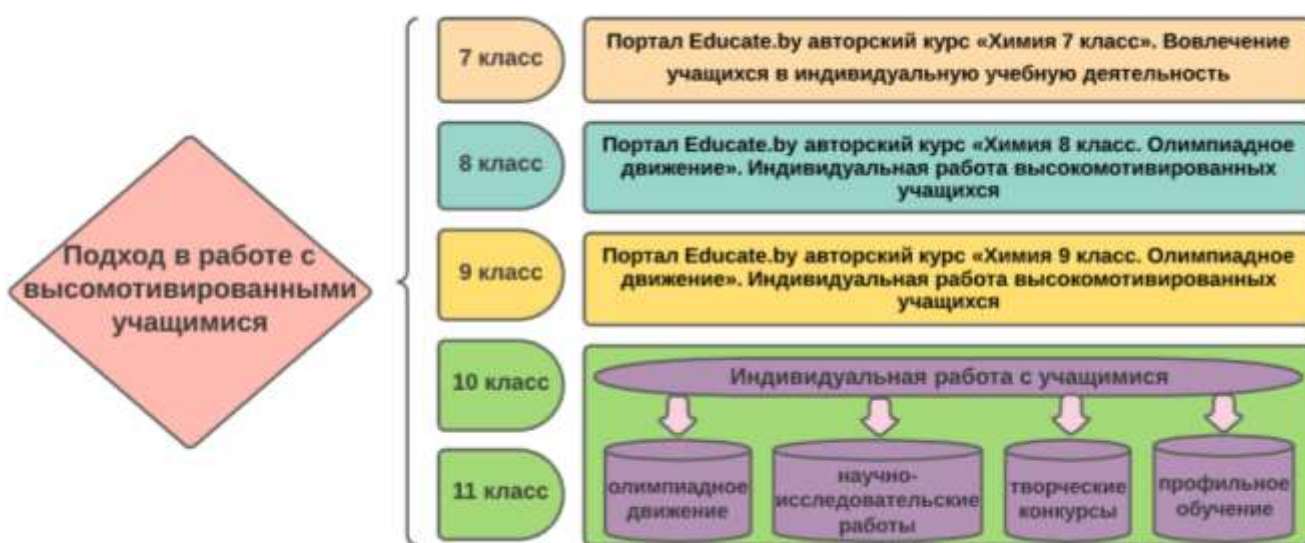 Подход в работе с
высомотивированными
учащимися
7 класс
Портал Educate.by авторский курс «Химия 7 класс». Вовлечение
учащихся в индивидуальную учебную деятельность
8 класс
Портал Educate.by авторский курс «Химия 8 класс. Олимпиадное
движение». Индивидуальная работа высокомотивированных
учащихся
9 класс
Портал Educate.by авторский курс «Химия 9 класс. Олимпиадное
движение». Индивидуальная работа высокомотивированных
учащихся
10 класс
11 класс
Индивидуальная работа с учащимися
олимпиадное
движение
научно-
исследовательские
работы
творческие
конкурсы
профильное
обучение